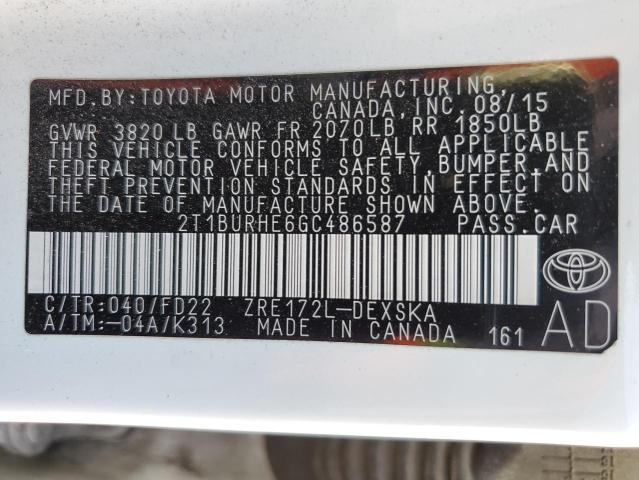 MFD. BY: TOYOTA MOTOR MANUFACTURING,
CANADA, INC. 08/15
GVWR 3820 LB GAWR FR 2070LB RR 1850LB
THIS VEHICLE CONFORMS TO ALL APPLICABLE
FEDERAL MOTOR VEHICLE SAFETY, BUMPER, AND
THEFT PREVENTION STANDARDS IN EFFECT ON
THE DATE OF MANUFACTURE SHOWN ABOVE.
2T1BURHE6GC486587 PASS.CAR
C/TR:040/FD22 ZRE172L-DEXSKA
A/TM:-04A/K313 MADE IN CANADA 161
AD